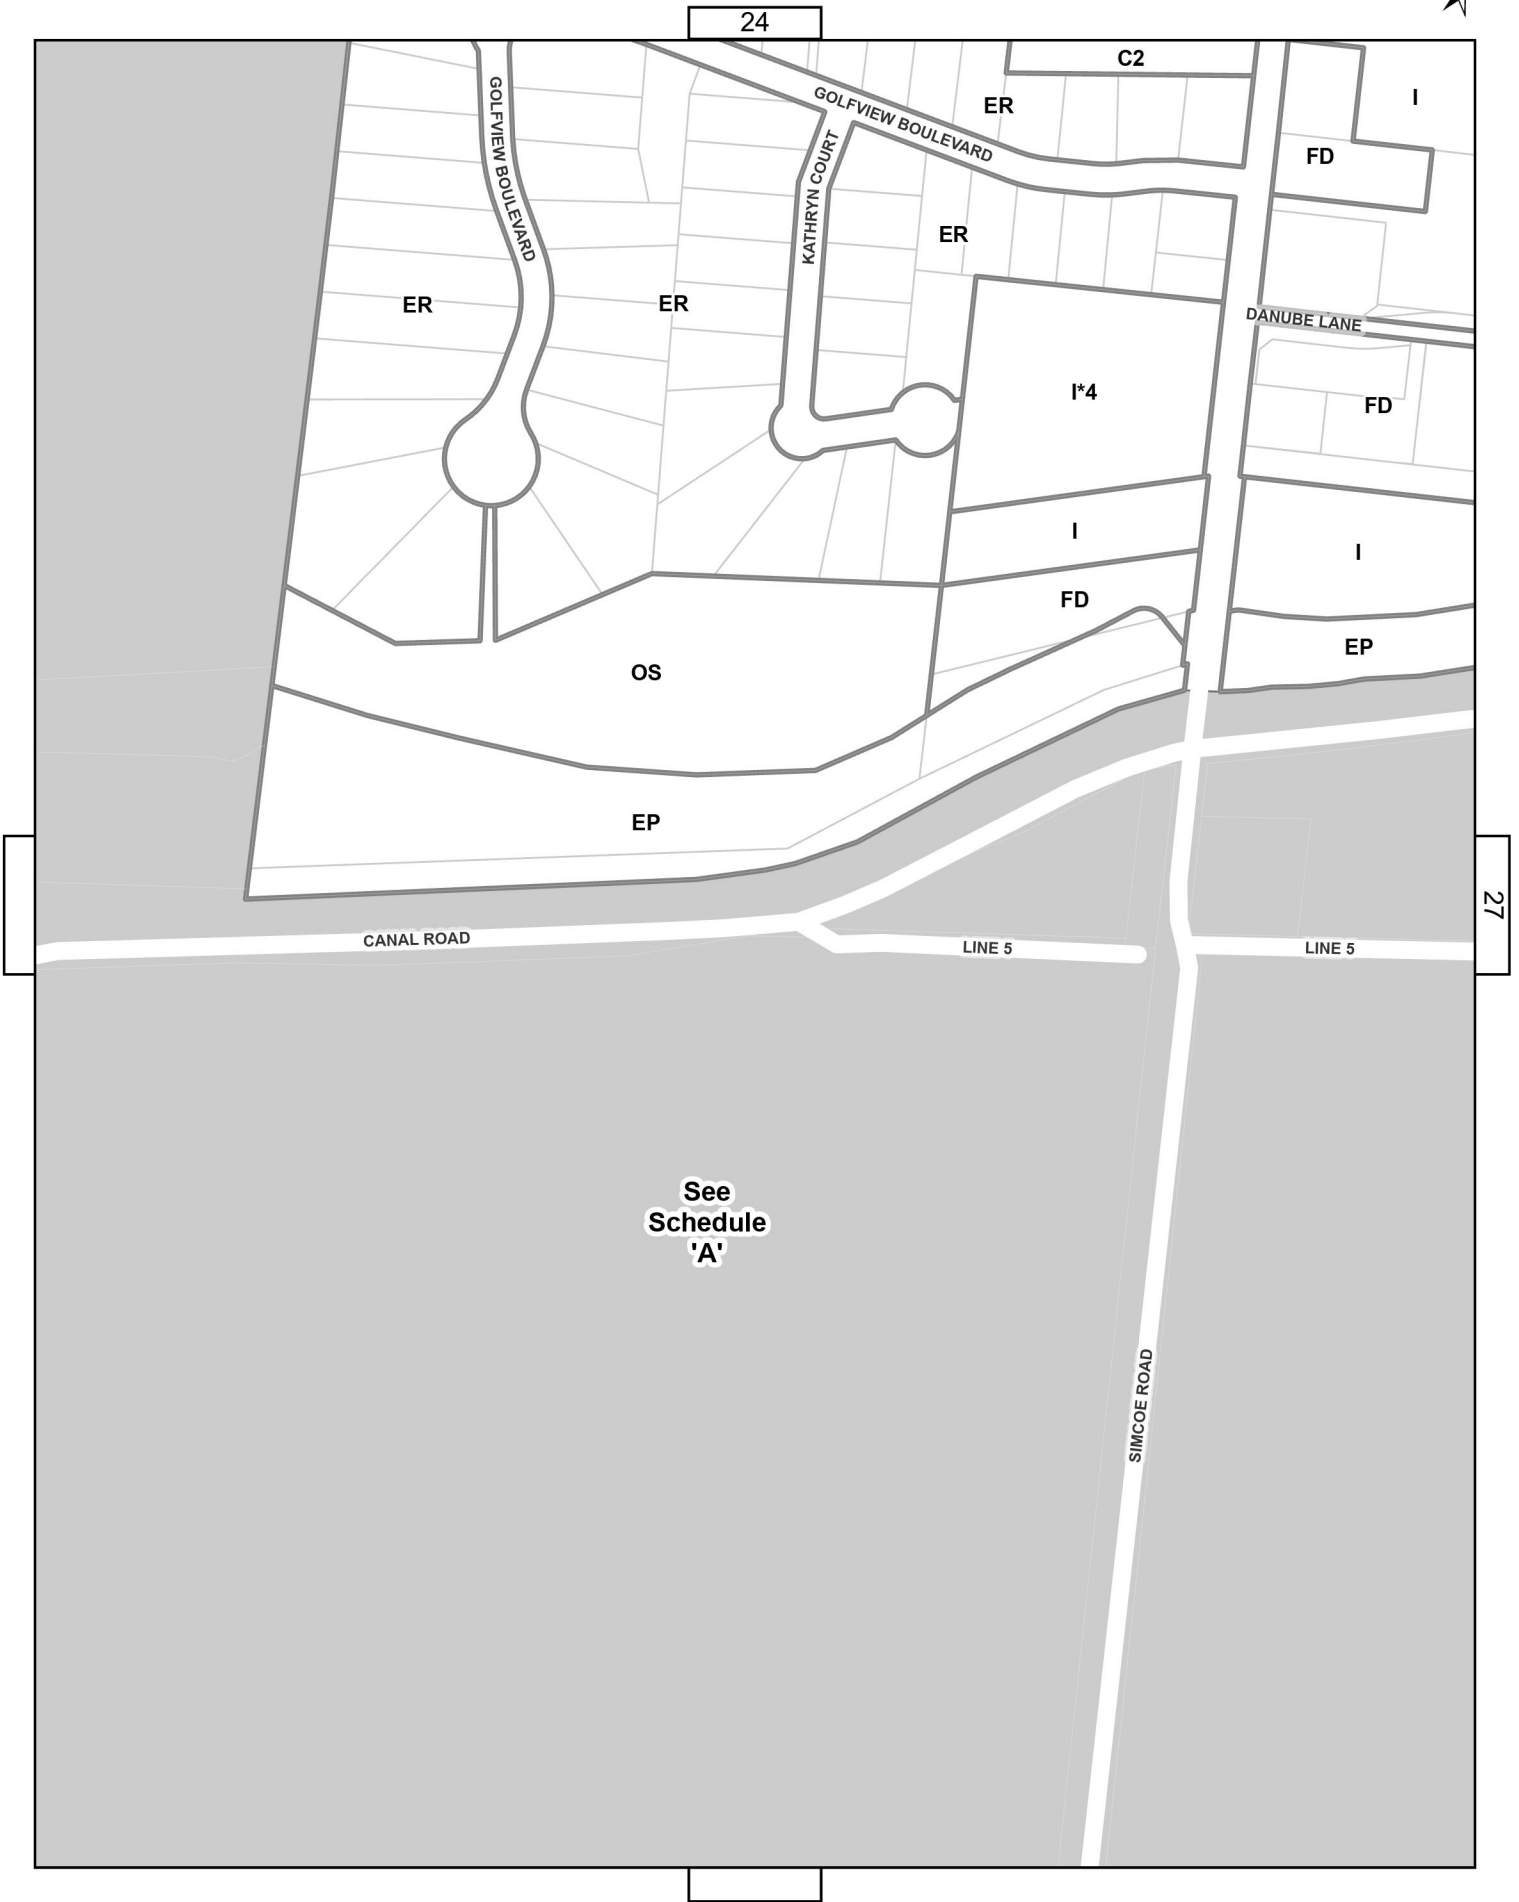 24
C2
I
GOLFVIEW BOULEVARD
GOLFVIEW BOULEVARD
ER
KATHRYN COURT
FD
ER
ER
ER
DANUBE LANE
I*4
FD
I
I
FD
EP
OS
EP
27
CANAL ROAD
LINE 5
LINE 5
See
Schedule
'A'
SIMCOE ROAD